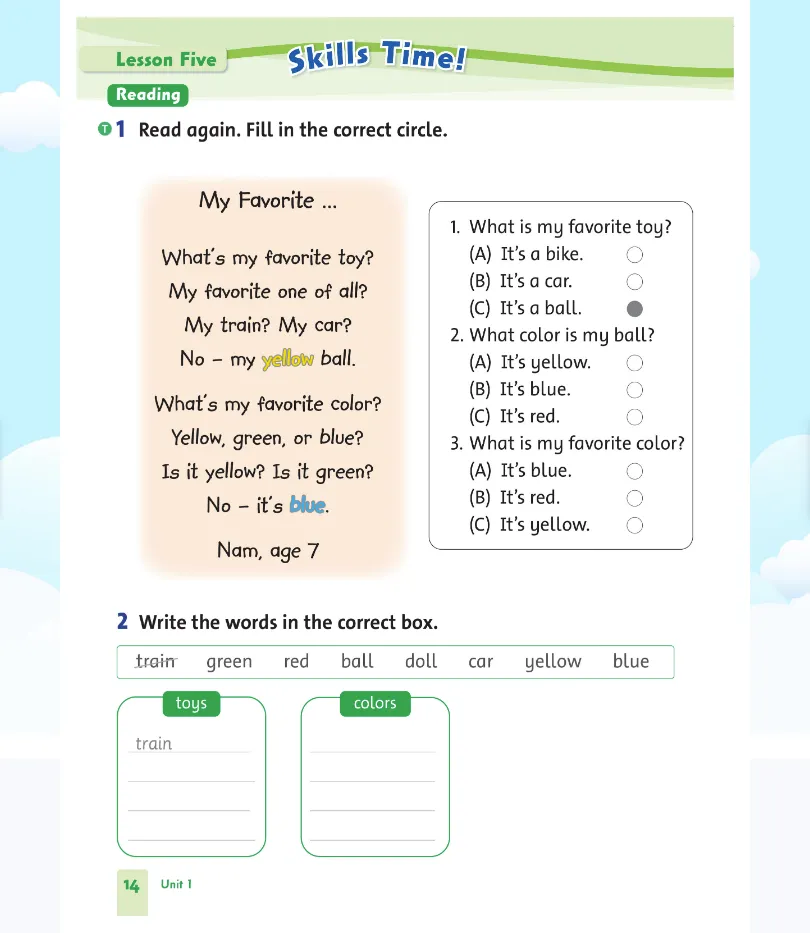 Lesson Five
Skills Time!
Reading
T 1 Read again. Fill in the correct circle.
My Favorite ...
What's my favorite toy?
My favorite one of all?
My train? My car?
No – my yellow ball.
What's my favorite color?
Yellow, green, or blue?
Is it yellow? Is it green?
No – it's blue.
Nam, age 7
1. What is my favorite toy?
(A) It's a bike.
(B) It's a car.
(C) It's a ball.
2. What color is my ball?
(A) It's yellow.
(B) It's blue.
(C) It's red.
3. What is my favorite color?
(A) It's blue.
(B) It's red.
(C) It's yellow.
2 Write the words in the correct box.
train green red ball doll car yellow blue
toys
train
colors
14 Unit 1